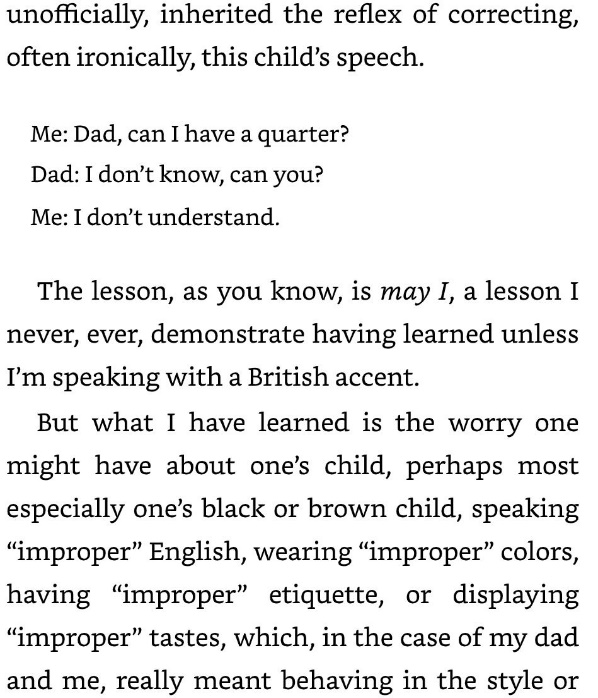 unofficially, inherited the reflex of correcting,
often ironically, this child’s speech.
Me: Dad, can I have a quarter?
Dad: I don’t know, can you?
Me: I don’t understand.
The lesson, as you know, is may I, a lesson I
never, ever, demonstrate having learned unless
I’m speaking with a British accent.
But what I have learned is the worry one
might have about one’s child, perhaps most
especially one’s black or brown child, speaking
“improper” English, wearing “improper” colors,
having “improper” etiquette, or displaying
“improper” tastes, which, in the case of my dad
and me, really meant behaving in the style or